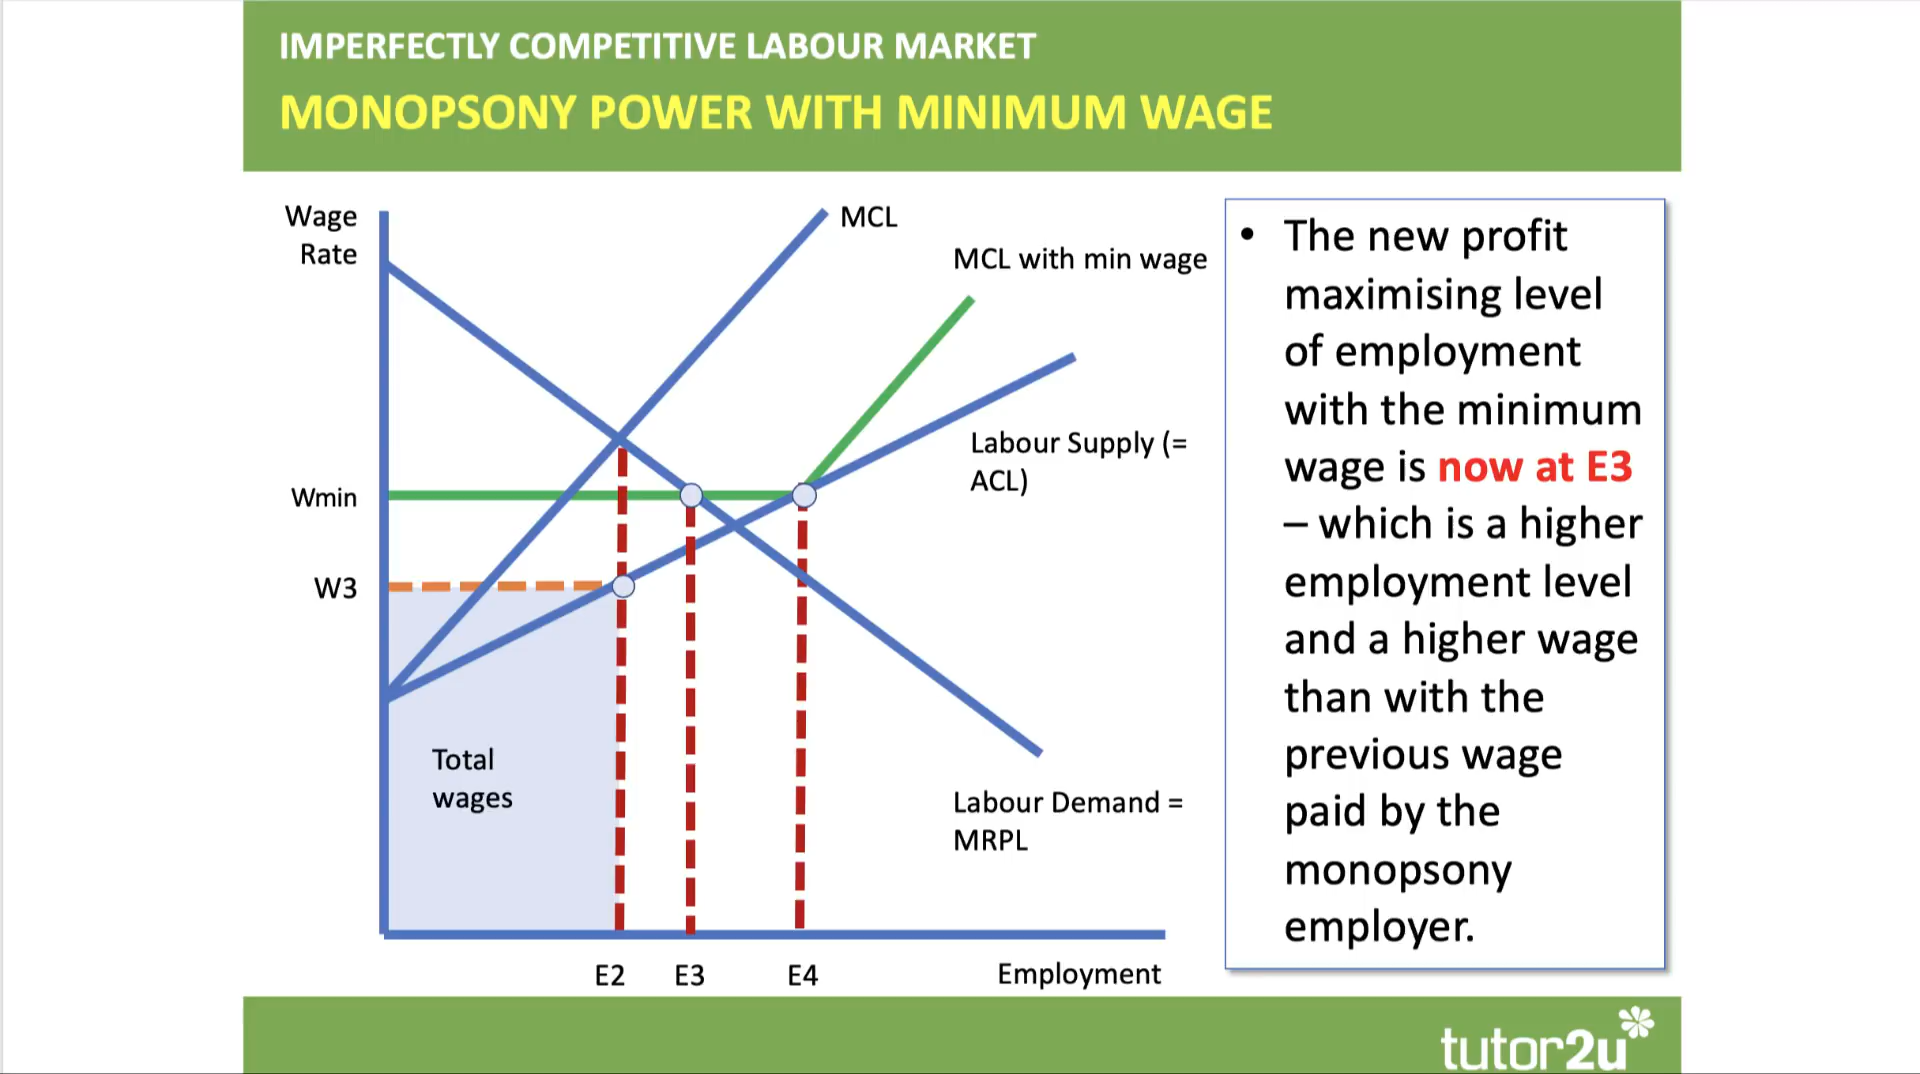 IMPERFECTLY COMPETITIVE LABOUR MARKET
MONOPSONY POWER WITH MINIMUM WAGE
Wage
Rate
MCL
MCL with min wage
Labour Supply (=
ACL)
Wmin
W3
Total
wages
Labour Demand =
MRPL
E2
E3
E4
Employment
• The new profit
maximising level
of employment
with the minimum
wage is now at E3
– which is a higher
employment level
and a higher wage
than with the
previous wage
paid by the
monopsony
employer.
tutor2u